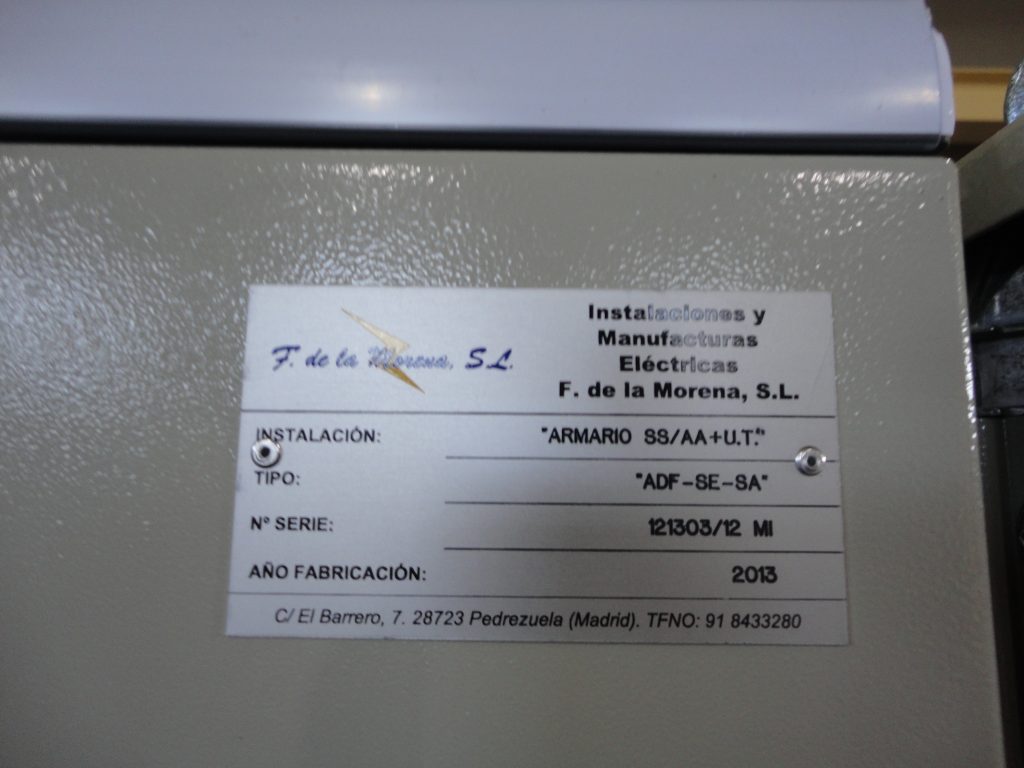 F. de la Morena, S.L.
Instalaciones y
Manufacturas
Eléctricas
F. de la Morena, S.L.
INSTALACIÓN: "ARMARIO SS/AA+U.T."
TIPO: "ADF-SE-SA"
Nº SERIE: 121303/12 MI
AÑO FABRICACIÓN: 2013
C/ El Barrero, 7. 28723 Pedrezuela (Madrid). TFNO: 91 8433280